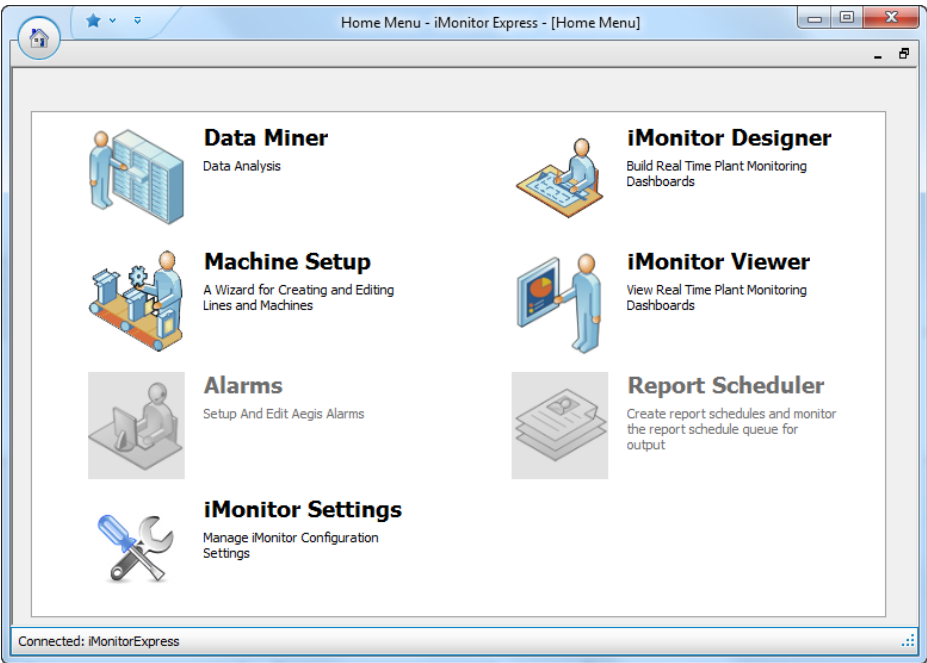 Home Menu - iMonitor Express - [Home Menu]
Data Miner
Data Analysis
iMonitor Designer
Build Real Time Plant Monitoring
Dashboards
Machine Setup
A Wizard for Creating and Editing
Lines and Machines
iMonitor Viewer
View Real Time Plant Monitoring
Dashboards
Alarms
Setup And Edit Aegis Alarms
Report Scheduler
Create report schedules and monitor
the report schedule queue for
output
iMonitor Settings
Manage iMonitor Configuration
Settings
Connected: iMonitorExpress